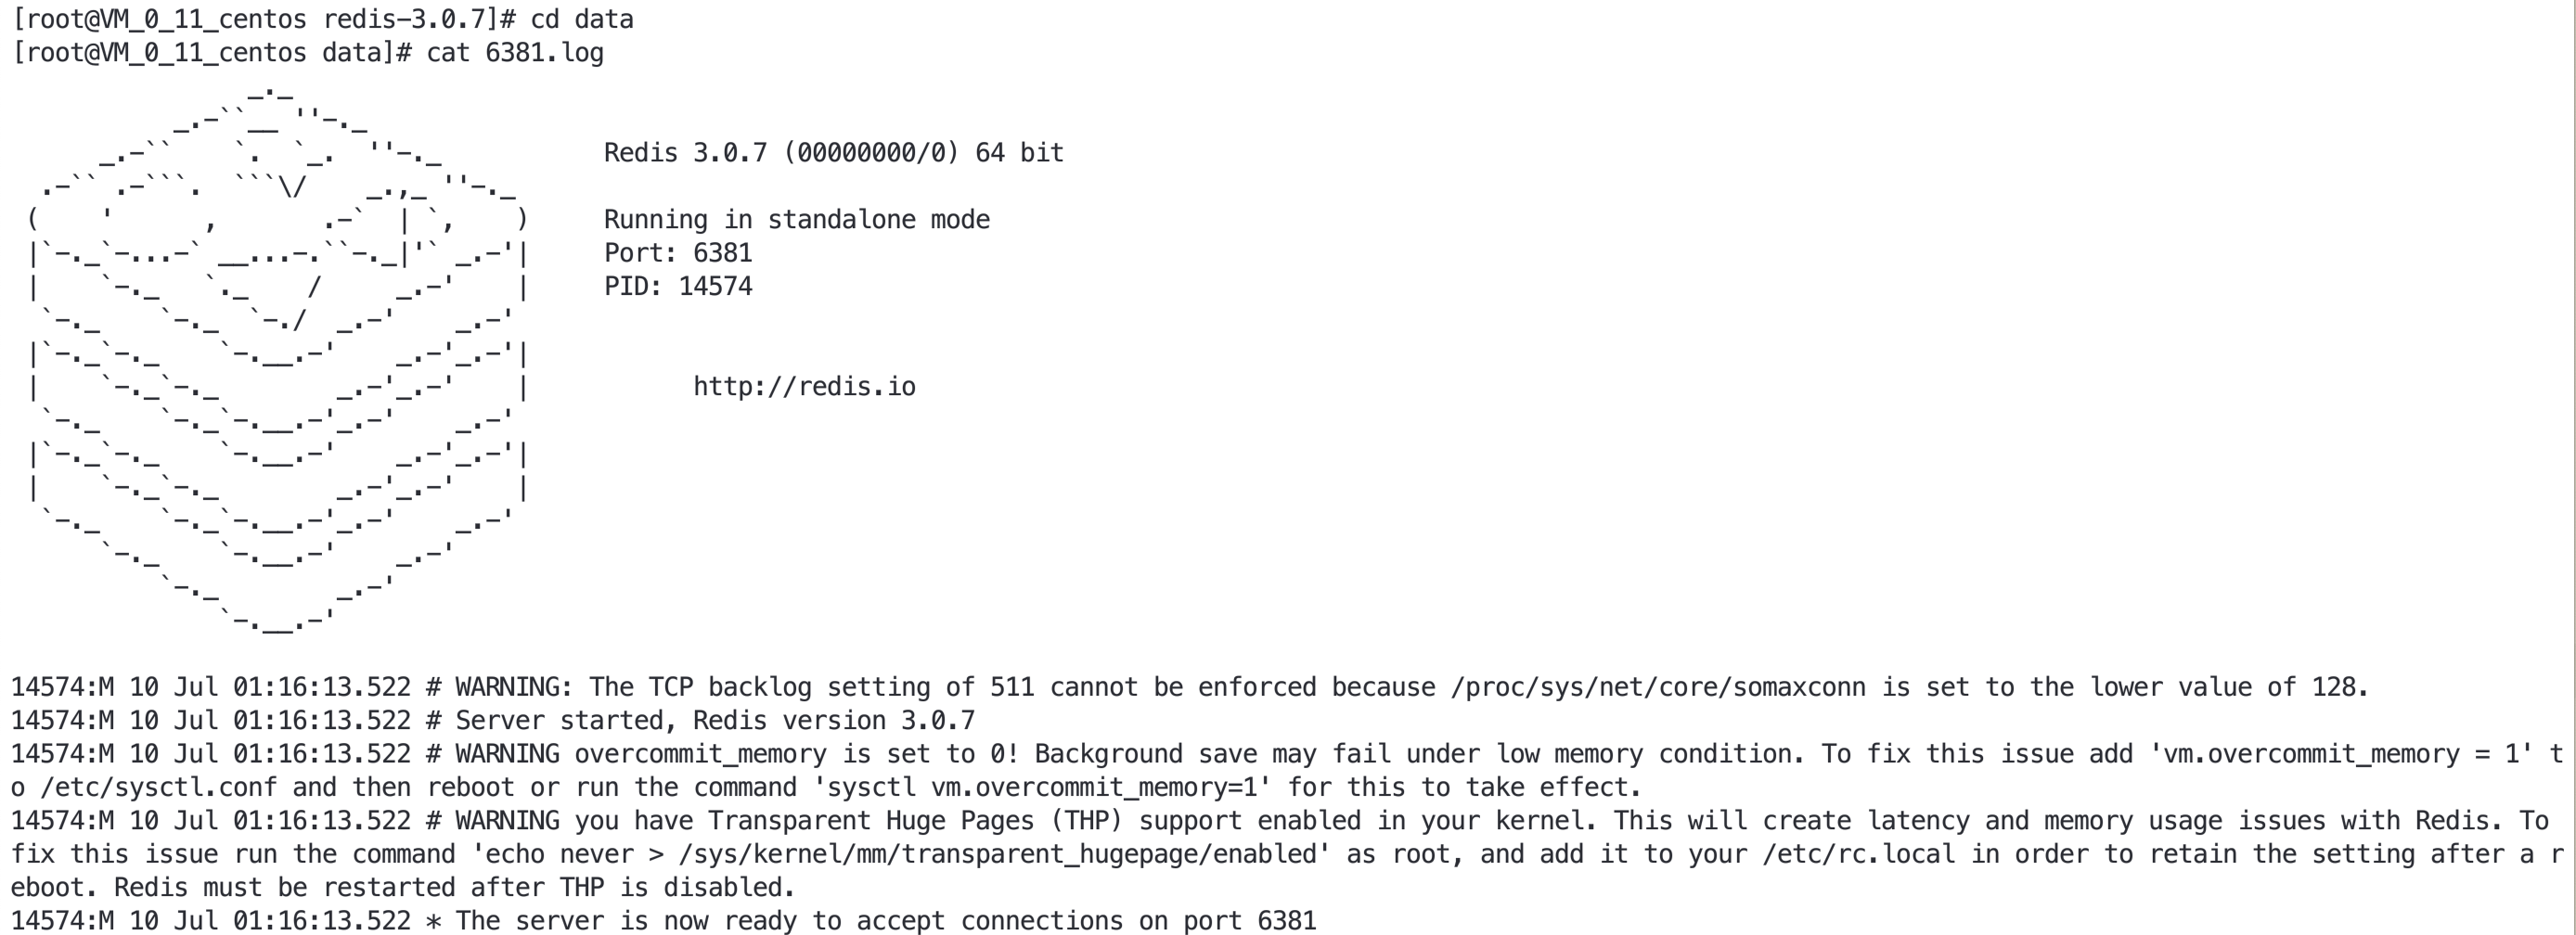 [root@VM_0_11_centos redis-3.0.7]# cd data
[root@VM_0_11_centos data]# cat 6381.log
                _._
           _.-``__ ''-._
      _.-``    `.  `_.  ''-._           Redis 3.0.7 (00000000/0) 64 bit
  .-`` .-```.  ```\/    _.,_ ''-._
 (    '      ,       .-`  | `,    )     Running in standalone mode
 |`-._`-...-` __...-.``-._|'` _.-'|     Port: 6381
 |    `-._   `._    /     _.-'    |     PID: 14574
  `-._    `-._  `-./  _.-'    _.-'
 |`-._`-._    `-.__.-'    _.-'_.-'|
 |    `-._`-._        _.-'_.-'    |           http://redis.io
  `-._    `-._`-.__.-'_.-'    _.-'
 |`-._`-._    `-.__.-'    _.-'_.-'|
 |    `-._`-._        _.-'_.-'    |
  `-._    `-._`-.__.-'_.-'    _.-'
      `-._    `-.__.-'    _.-'
          `-._        _.-'
              `-.__.-'
14574:M 10 Jul 01:16:13.522 # WARNING: The TCP backlog setting of 511 cannot be enforced because /proc/sys/net/core/somaxconn is set to the lower value of 128.
14574:M 10 Jul 01:16:13.522 # Server started, Redis version 3.0.7
14574:M 10 Jul 01:16:13.522 # WARNING overcommit_memory is set to 0! Background save may fail under low memory condition. To fix this issue add 'vm.overcommit_memory = 1' t
o /etc/sysctl.conf and then reboot or run the command 'sysctl vm.overcommit_memory=1' for this to take effect.
14574:M 10 Jul 01:16:13.522 # WARNING you have Transparent Huge Pages (THP) support enabled in your kernel. This will create latency and memory usage issues with Redis. To
fix this issue run the command 'echo never > /sys/kernel/mm/transparent_hugepage/enabled' as root, and add it to your /etc/rc.local in order to retain the setting after a r
eboot. Redis must be restarted after THP is disabled.
14574:M 10 Jul 01:16:13.522 * The server is now ready to accept connections on port 6381